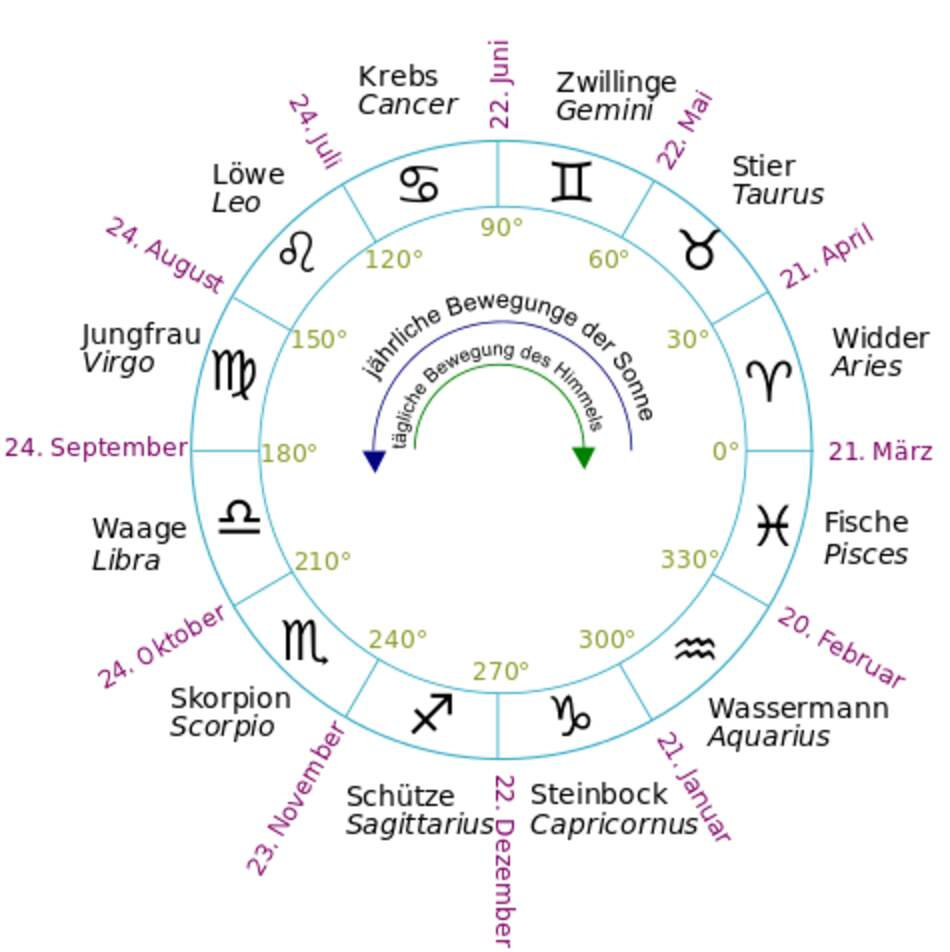 22. Juni
Krebs
Cancer
Zwillinge
Gemini
24. Juli
22. Mai
Löwe
Leo
Stier
Taurus
24. August
21. April
90°
120°
60°
Jungfrau
Virgo
150°
30°
Widder
Aries
jährliche Bewegunge der Sonne
tägliche Bewegung des Himmels
24. September
180°
0°
21. März
Waage
Libra
Fische
Pisces
210°
330°
24. Oktober
20. Februar
240°
300°
270°
Skorpion
Scorpio
Wassermann
Aquarius
23. November
21. Januar
Schütze
Sagittarius
22. Dezember
Steinbock
Capricornus